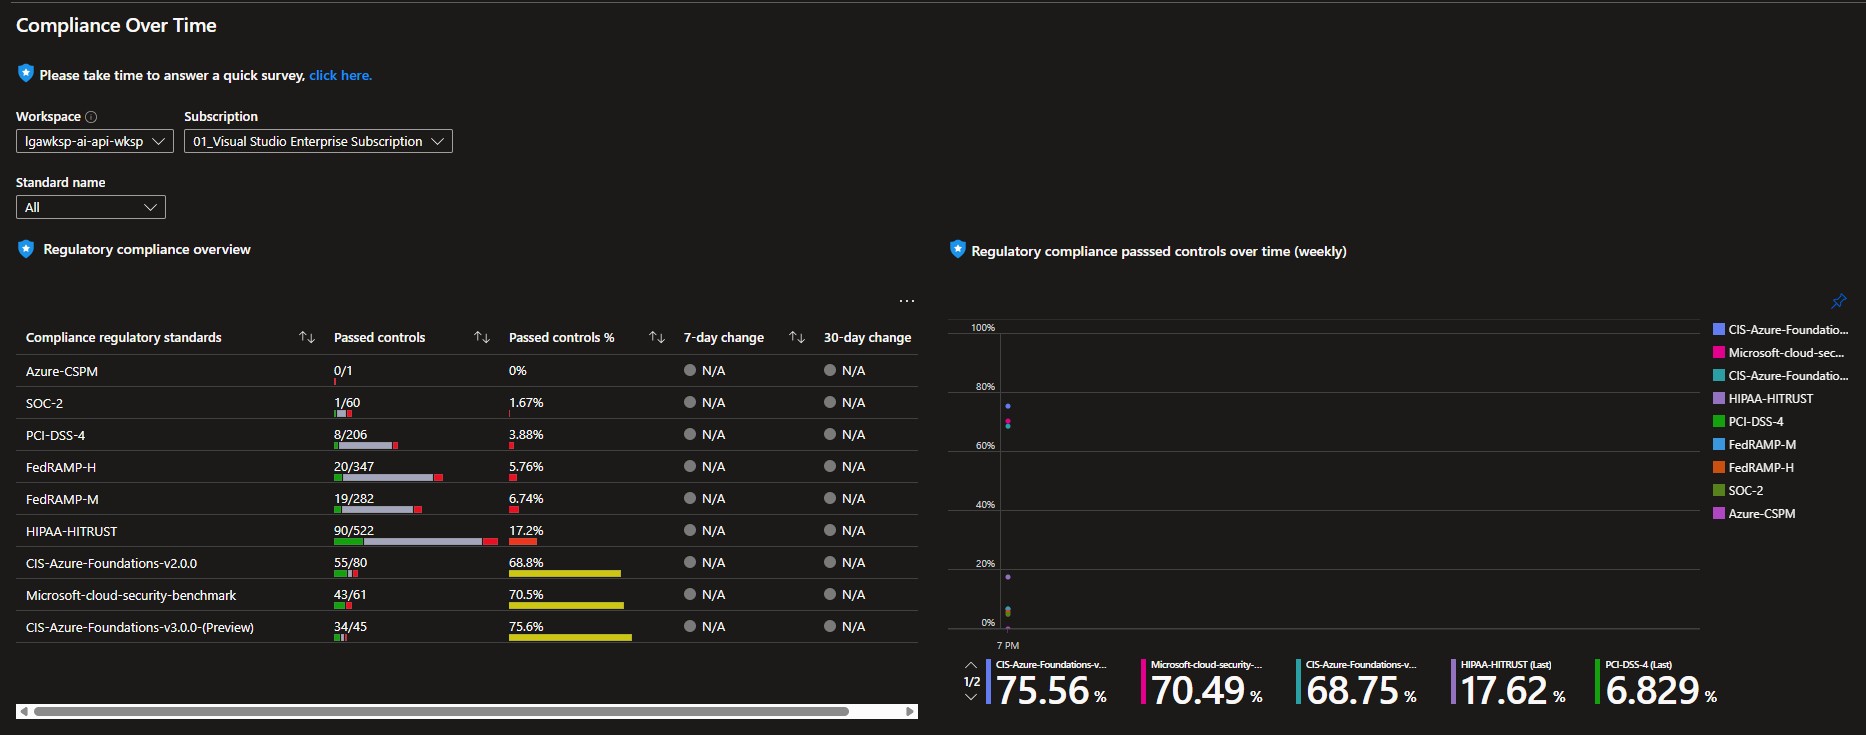 Compliance Over Time
Please take time to answer a quick survey, click here.
Workspace
Subscription
lgawksp-ai-api-wksp
01_Visual Studio Enterprise Subscription
Standard name
All
Regulatory compliance overview
...
Compliance regulatory standards Passed controls Passed controls % 7-day change 30-day change
Azure-CSPM 0/1 0% N/A N/A
SOC-2 1/60 1.67% N/A N/A
PCI-DSS-4 8/206 3.88% N/A N/A
FedRAMP-H 20/347 5.76% N/A N/A
FedRAMP-M 19/282 6.74% N/A N/A
HIPAA-HITRUST 90/522 17.2% N/A N/A
CIS-Azure-Foundations-v2.0.0 55/80 68.8% N/A N/A
Microsoft-cloud-security-benchmark 43/61 70.5% N/A N/A
CIS-Azure-Foundations-v3.0.0-(Preview) 34/45 75.6% N/A N/A
Regulatory compliance passsed controls over time (weekly)
100%
80%
60%
40%
20%
0%
7 PM
CIS-Azure-Foundatio...
Microsoft-cloud-sec...
CIS-Azure-Foundatio...
HIPAA-HITRUST
PCI-DSS-4
FedRAMP-M
FedRAMP-H
SOC-2
Azure-CSPM
1/2
CIS-Azure-Foundations-v...
75.56 %
Microsoft-cloud-security-...
70.49 %
CIS-Azure-Foundations-v...
68.75 %
HIPAA-HITRUST (Last)
17.62 %
PCI-DSS-4 (Last)
6.829 %